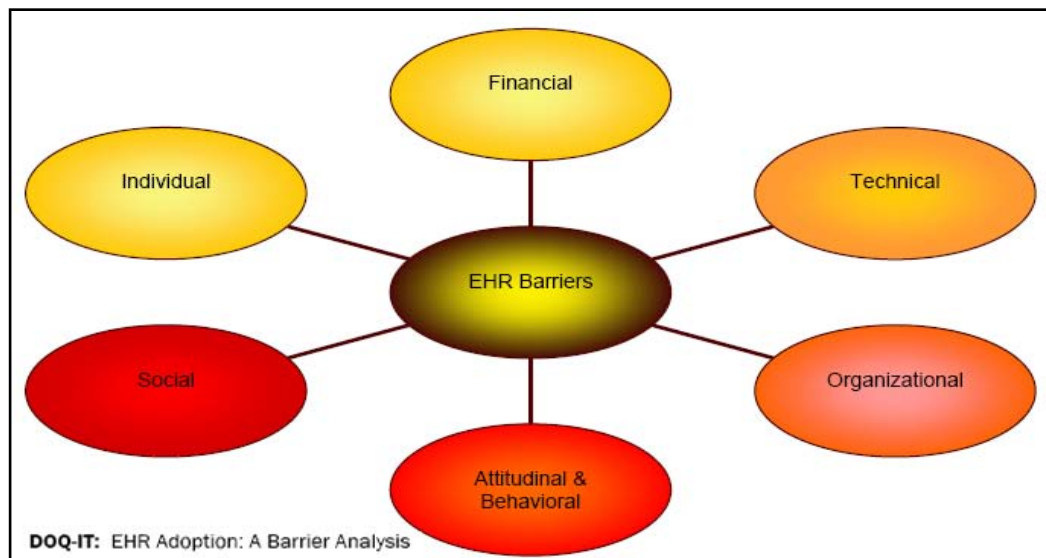 Financial
Individual
Technical
EHR Barriers
Social
Organizational
Attitudinal &
Behavioral
DOQ-IT: EHR Adoption: A Barrier Analysis